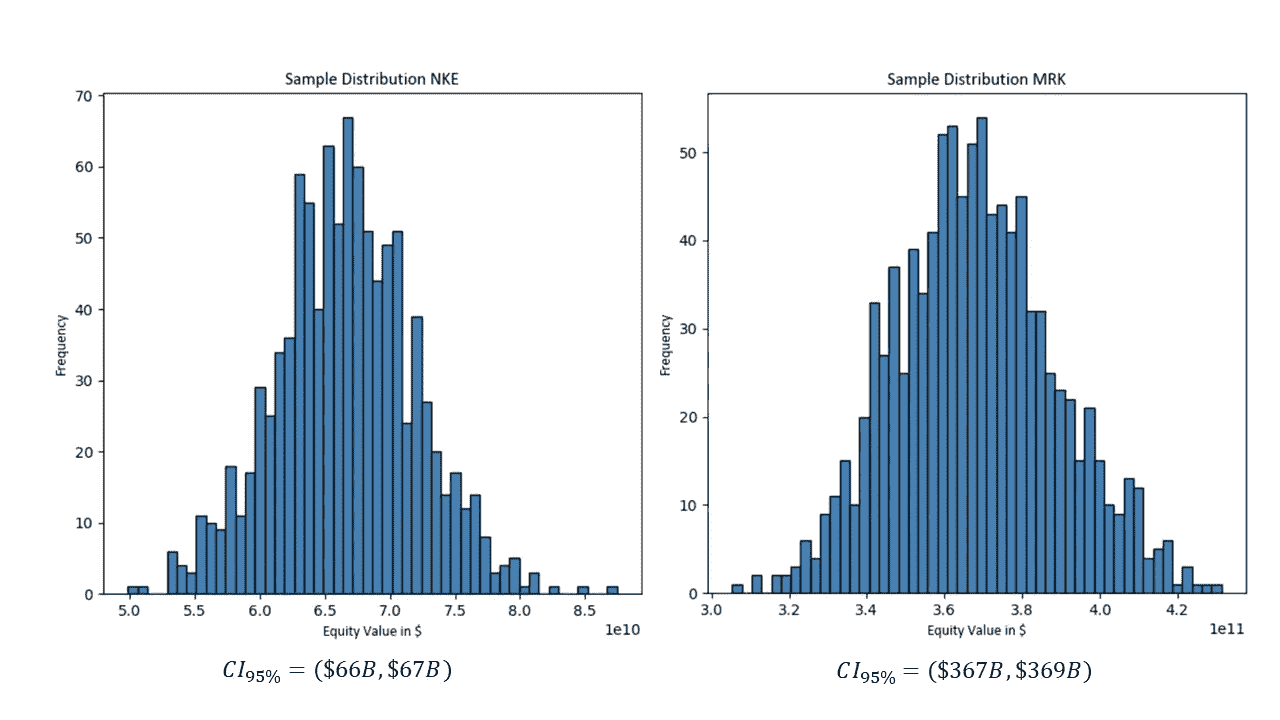 Sample Distribution NKE
70
60
50
40
30
20
10
0
Frequency
5.0 5.5 6.0 6.5 7.0 7.5 8.0 8.5
Equity Value in $
1e10
CI95% = ($66B, $67B)
Sample Distribution MRK
50
40
30
20
10
0
Frequency
3.0 3.2 3.4 3.6 3.8 4.0 4.2
Equity Value in $
1e11
CI95% = ($367B, $369B)